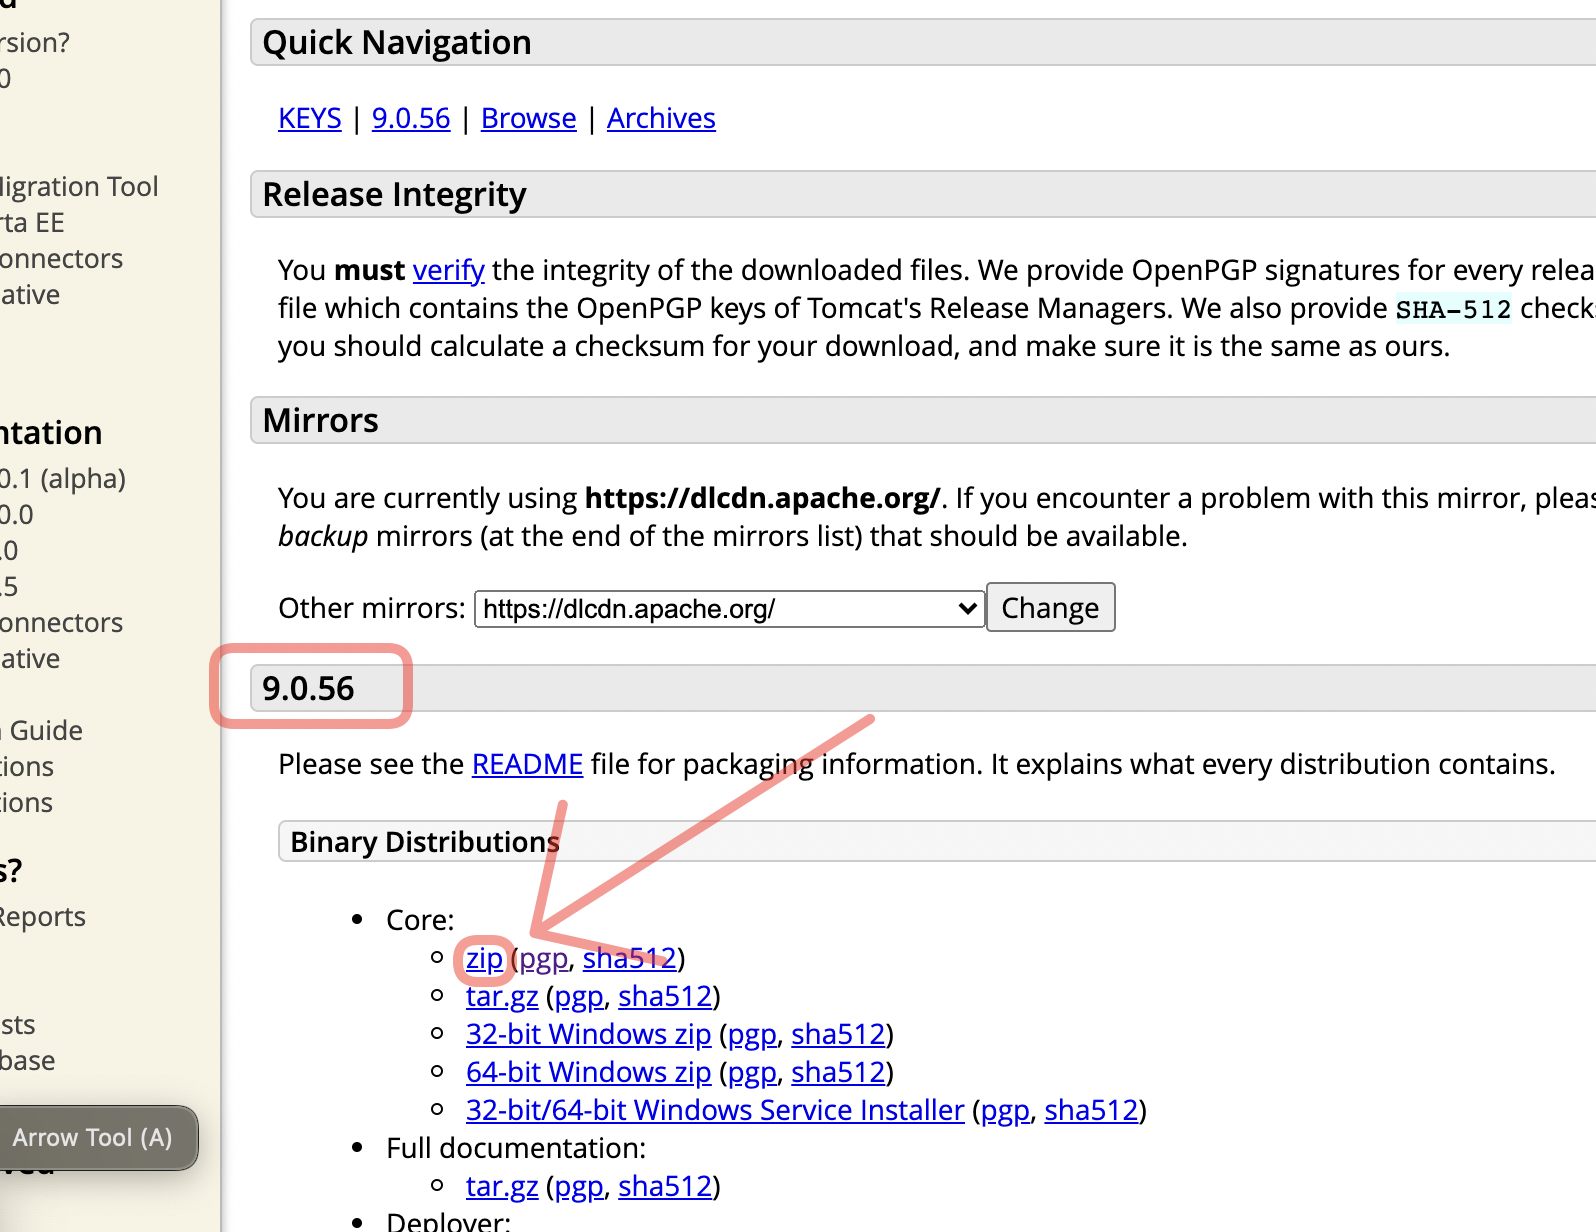 rsion?
0
Migration Tool
rta EE
onnectors
ative
ntation
0.1 (alpha)
0.0
.0
.5
onnectors
ative
Guide
tions
tions
s?
Reports
sts
base
Arrow Tool (A)
Quick Navigation
KEYS | 9.0.56 | Browse | Archives
Release Integrity
You must verify the integrity of the downloaded files. We provide OpenPGP signatures for every relea
file which contains the OpenPGP keys of Tomcat's Release Managers. We also provide SHA-512 check
you should calculate a checksum for your download, and make sure it is the same as ours.
Mirrors
You are currently using https://dlcdn.apache.org/. If you encounter a problem with this mirror, pleas
backup mirrors (at the end of the mirrors list) that should be available.
Other mirrors: https://dlcdn.apache.org/ Change
9.0.56
Please see the README file for packaging information. It explains what every distribution contains.
Binary Distributions
• Core:
zip (pgp, sha512)
tar.gz (pgp, sha512)
32-bit Windows zip (pgp, sha512)
64-bit Windows zip (pgp, sha512)
32-bit/64-bit Windows Service Installer (pgp, sha512)
• Full documentation:
tar.gz (pgp, sha512)
• Deployer: